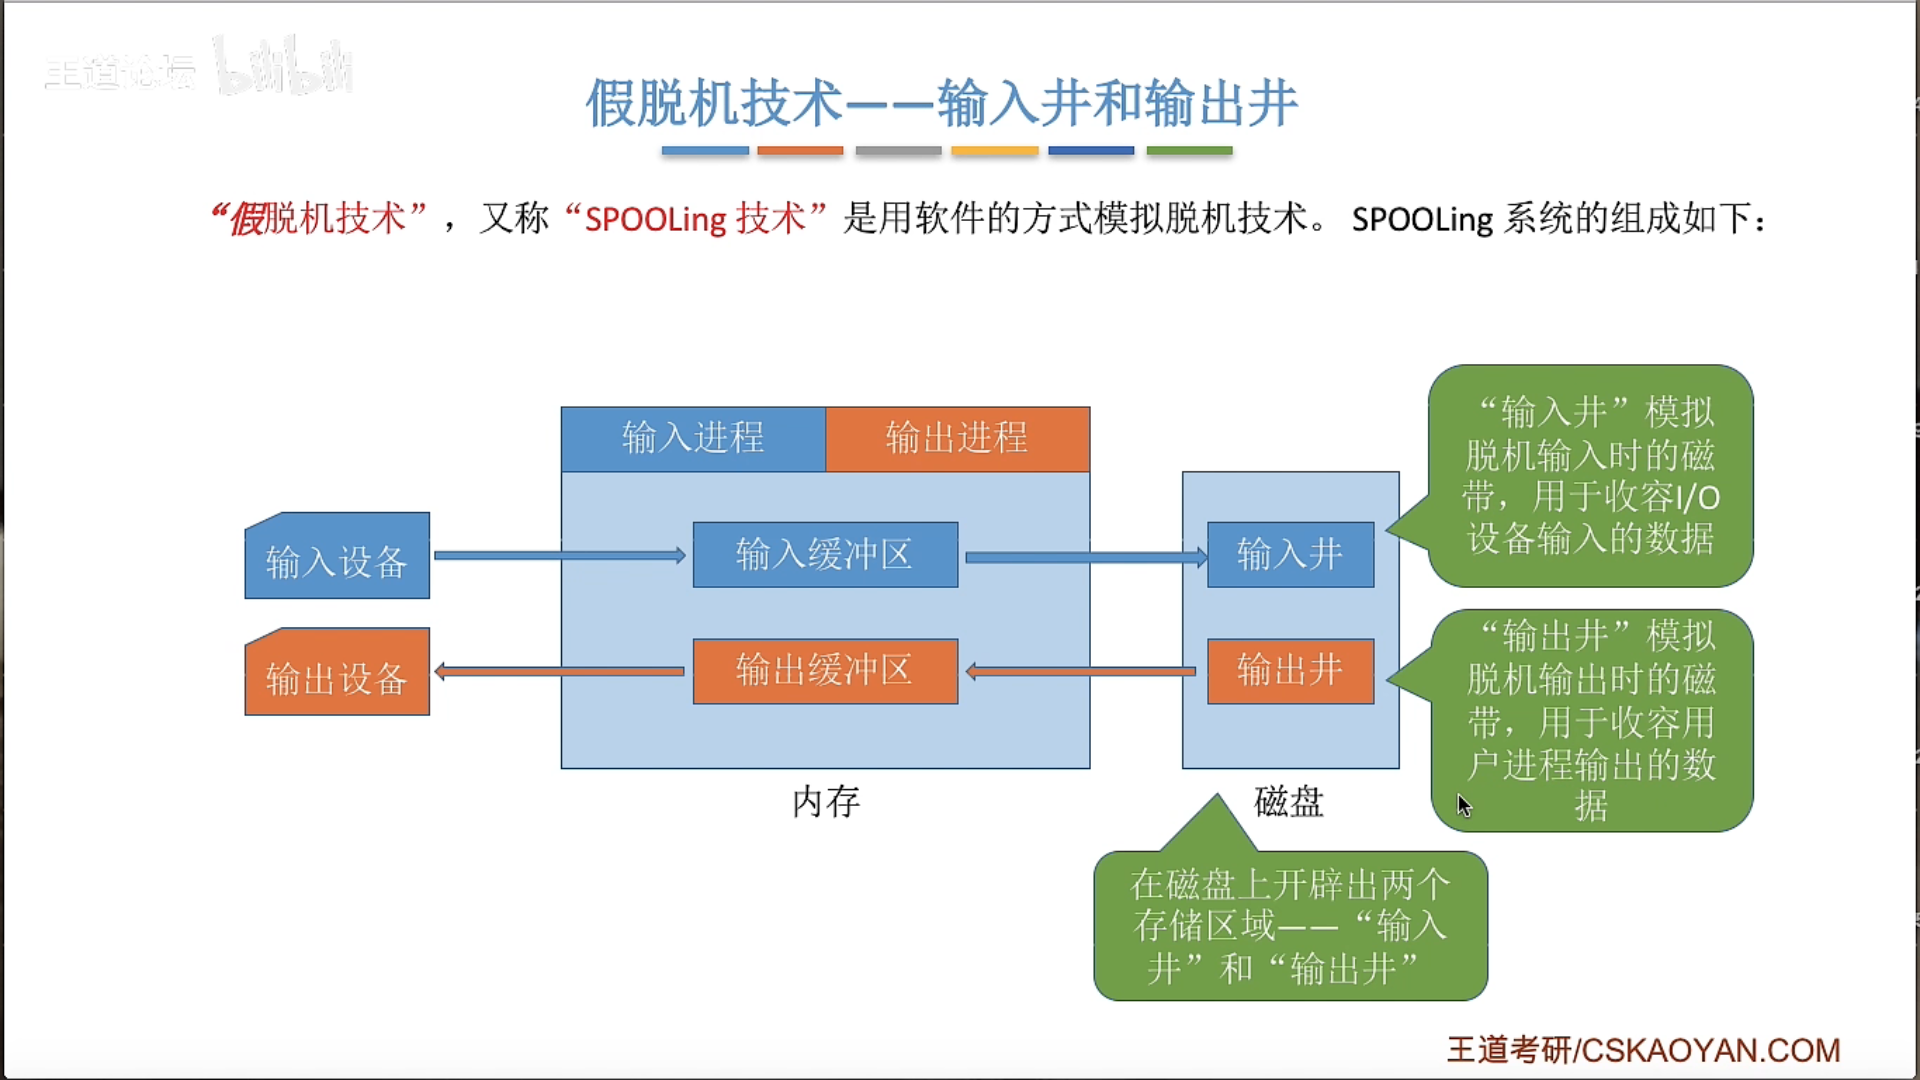 王道论坛 bilibili
假脱机技术——输入井和输出井
“假脱机技术”，又称“SPOOLing 技术”是用软件的方式模拟脱机技术。 SPOOLing 系统的组成如下：
输入进程
输出进程
输入设备
输入缓冲区
输入井
输出设备
输出缓冲区
输出井
内存
磁盘
“输入井”模拟
脱机输入时的磁
带，用于收容I/O
设备输入的数据
“输出井”模拟
脱机输出时的磁
带，用于收容用
户进程输出的数
据
在磁盘上开辟出两个
存储区域——“输入
井”和“输出井”
王道考研/CSKAOYAN.COM